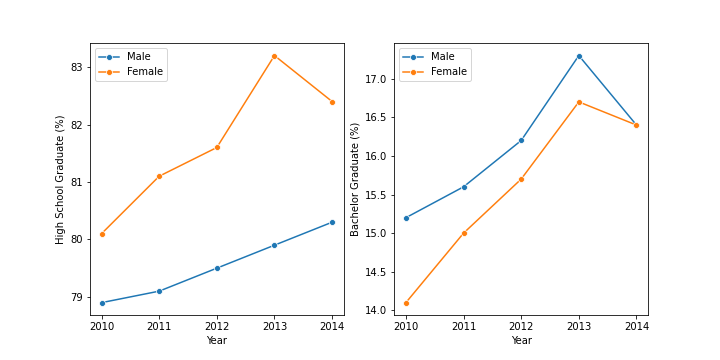 Male
Female
83
82
81
80
79
High School Graduate (%)
2010 2011 2012 2013 2014
Year
Male
Female
17.0
16.5
16.0
15.5
15.0
14.5
14.0
Bachelor Graduate (%)
2010 2011 2012 2013 2014
Year